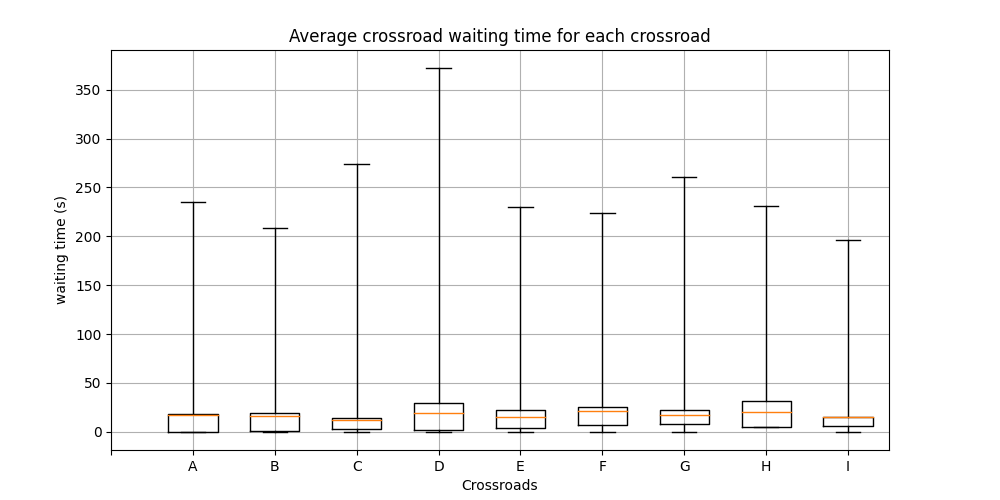 Average crossroad waiting time for each crossroad
waiting time (s)
350
300
250
200
150
100
50
0
A B C D E F G H I
Crossroads